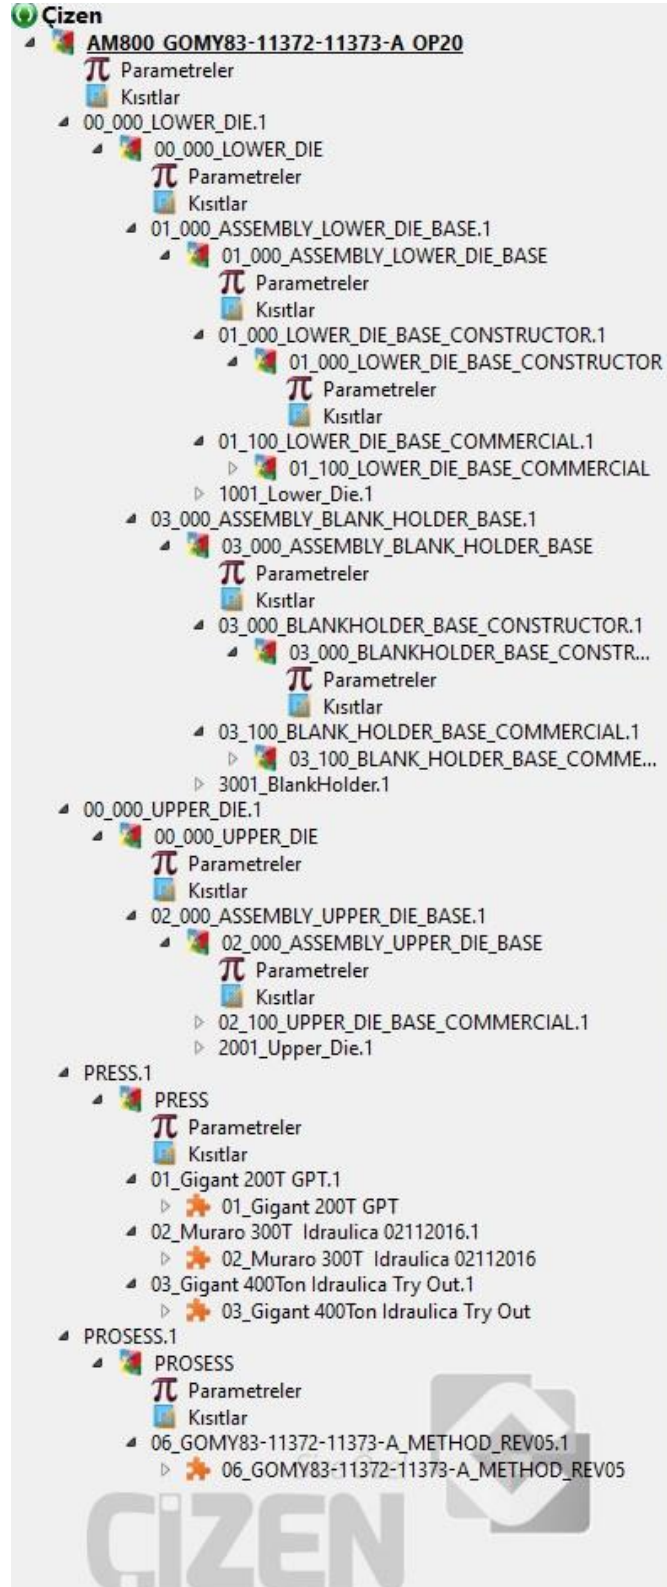 Çizen
AM800_GOMY83-11372-11373-A_OP20
Parametreler
Kısıtlar
00_000_LOWER_DIE.1
00_000_LOWER_DIE
Parametreler
Kısıtlar
01_000_ASSEMBLY_LOWER_DIE_BASE.1
01_000_ASSEMBLY_LOWER_DIE_BASE
Parametreler
Kısıtlar
01_000_LOWER_DIE_BASE_CONSTRUCTOR.1
01_000_LOWER_DIE_BASE_CONSTRUCTOR
Parametreler
Kısıtlar
01_100_LOWER_DIE_BASE_COMMERCIAL.1
01_100_LOWER_DIE_BASE_COMMERCIAL
1001_Lower_Die.1
03_000_ASSEMBLY_BLANK_HOLDER_BASE.1
03_000_ASSEMBLY_BLANK_HOLDER_BASE
Parametreler
Kısıtlar
03_000_BLANKHOLDER_BASE_CONSTRUCTOR.1
03_000_BLANKHOLDER_BASE_CONSTR...
Parametreler
Kısıtlar
03_100_BLANK_HOLDER_BASE_COMMERCIAL.1
03_100_BLANK_HOLDER_BASE_COMME...
3001_BlankHolder.1
00_000_UPPER_DIE.1
00_000_UPPER_DIE
Parametreler
Kısıtlar
02_000_ASSEMBLY_UPPER_DIE_BASE.1
02_000_ASSEMBLY_UPPER_DIE_BASE
Parametreler
Kısıtlar
02_100_UPPER_DIE_BASE_COMMERCIAL.1
2001_Upper_Die.1
PRESS.1
PRESS
Parametreler
Kısıtlar
01_Gigant 200T GPT.1
01_Gigant 200T GPT
02_Muraro 300T Idraulica 02112016.1
02_Muraro 300T Idraulica 02112016
03_Gigant 400Ton Idraulica Try Out.1
03_Gigant 400Ton Idraulica Try Out
PROSESS.1
PROSESS
Parametreler
Kısıtlar
06_GOMY83-11372-11373-A_METHOD_REV05.1
06_GOMY83-11372-11373-A_METHOD_REV05
ÇİZEN